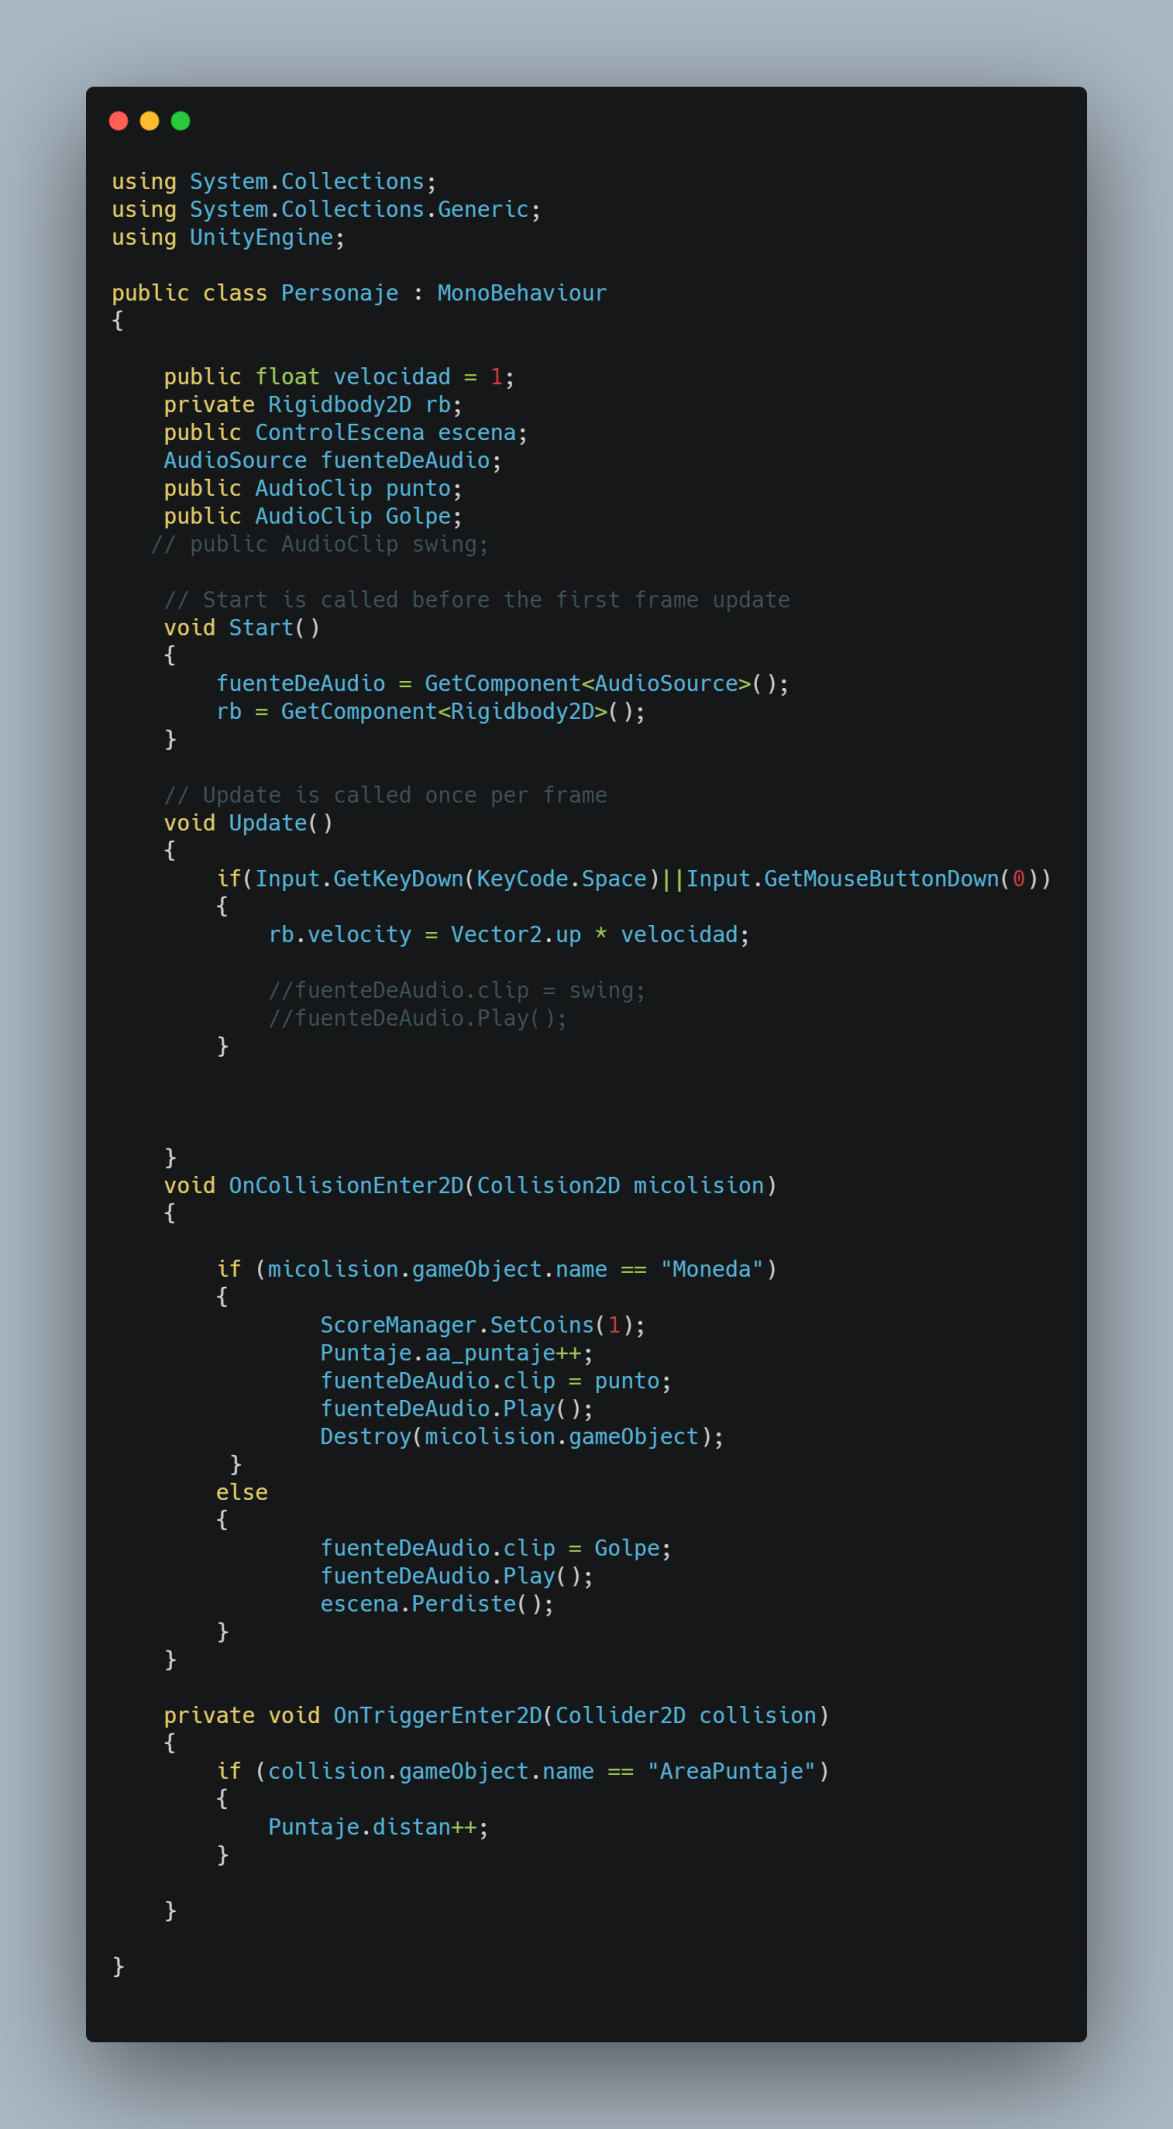 using System.Collections;
using System.Collections.Generic;
using UnityEngine;

public class Personaje : MonoBehaviour
{

    public float velocidad = 1;
    private Rigidbody2D rb;
    public ControlEscena escena;
    AudioSource fuenteDeAudio;
    public AudioClip punto;
    public AudioClip Golpe;
   // public AudioClip swing;

    // Start is called before the first frame update
    void Start()
    {
        fuenteDeAudio = GetComponent<AudioSource>();
        rb = GetComponent<Rigidbody2D>();
    }

    // Update is called once per frame
    void Update()
    {
        if(Input.GetKeyDown(KeyCode.Space)||Input.GetMouseButtonDown(0))
        {
            rb.velocity = Vector2.up * velocidad;

            //fuenteDeAudio.clip = swing;
            //fuenteDeAudio.Play();
        }



    }
    void OnCollisionEnter2D(Collision2D micolision)
    {

        if (micolision.gameObject.name == "Moneda")
        {
                ScoreManager.SetCoins(1);
                Puntaje.aa_puntaje++;
                fuenteDeAudio.clip = punto;
                fuenteDeAudio.Play();
                Destroy(micolision.gameObject);
         }
        else
        {
                fuenteDeAudio.clip = Golpe;
                fuenteDeAudio.Play();
                escena.Perdiste();
        }
    }

    private void OnTriggerEnter2D(Collider2D collision)
    {
        if (collision.gameObject.name == "AreaPuntaje")
        {
            Puntaje.distan++;
        }

    }

}